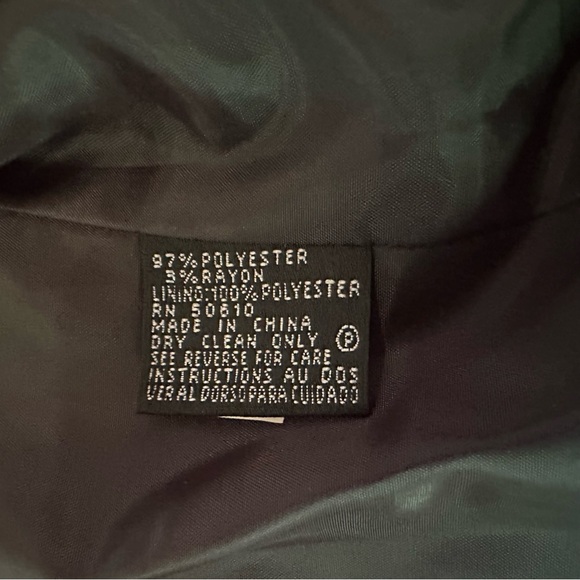 97% POLYESTER
3% RAYON
LINING:100% POLYESTER
RN 50610
MADE IN CHINA
DRY CLEAN ONLY Ⓟ
SEE REVERSE FOR CARE
INSTRUCTIONS AU DOS
VER AL DORSO PARA CUIDADO